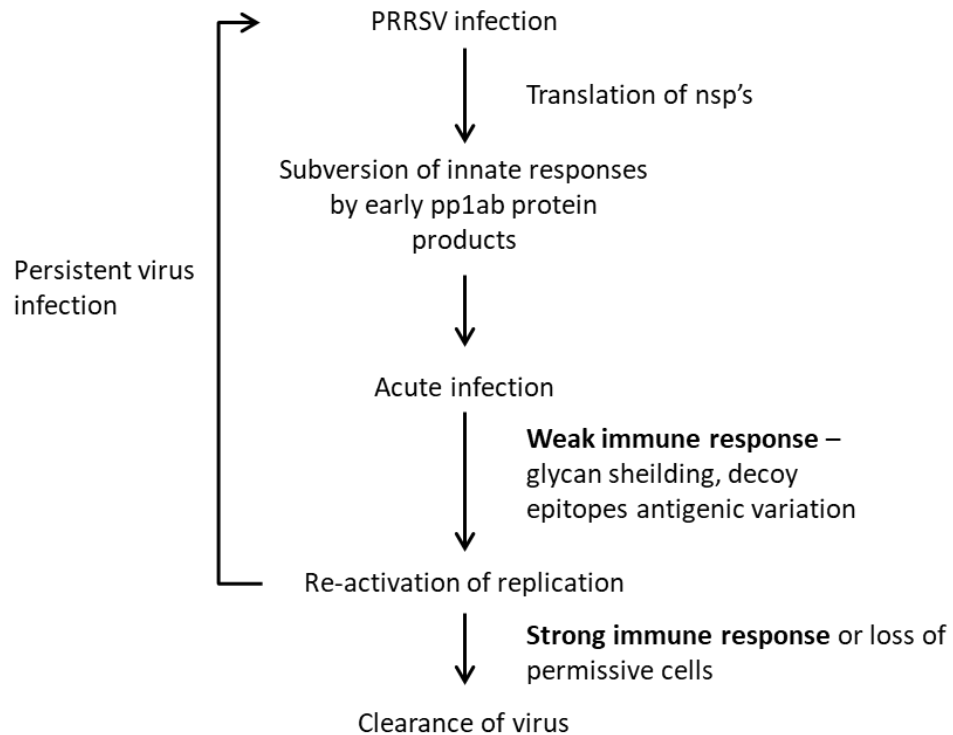 PRRSV infection
Translation of nsp's
Subversion of innate responses
by early pp1ab protein
products
Persistent virus
infection
Acute infection
Weak immune response –
glycan sheilding, decoy
epitopes antigenic variation
Re-activation of replication
Strong immune response or loss of
permissive cells
Clearance of virus